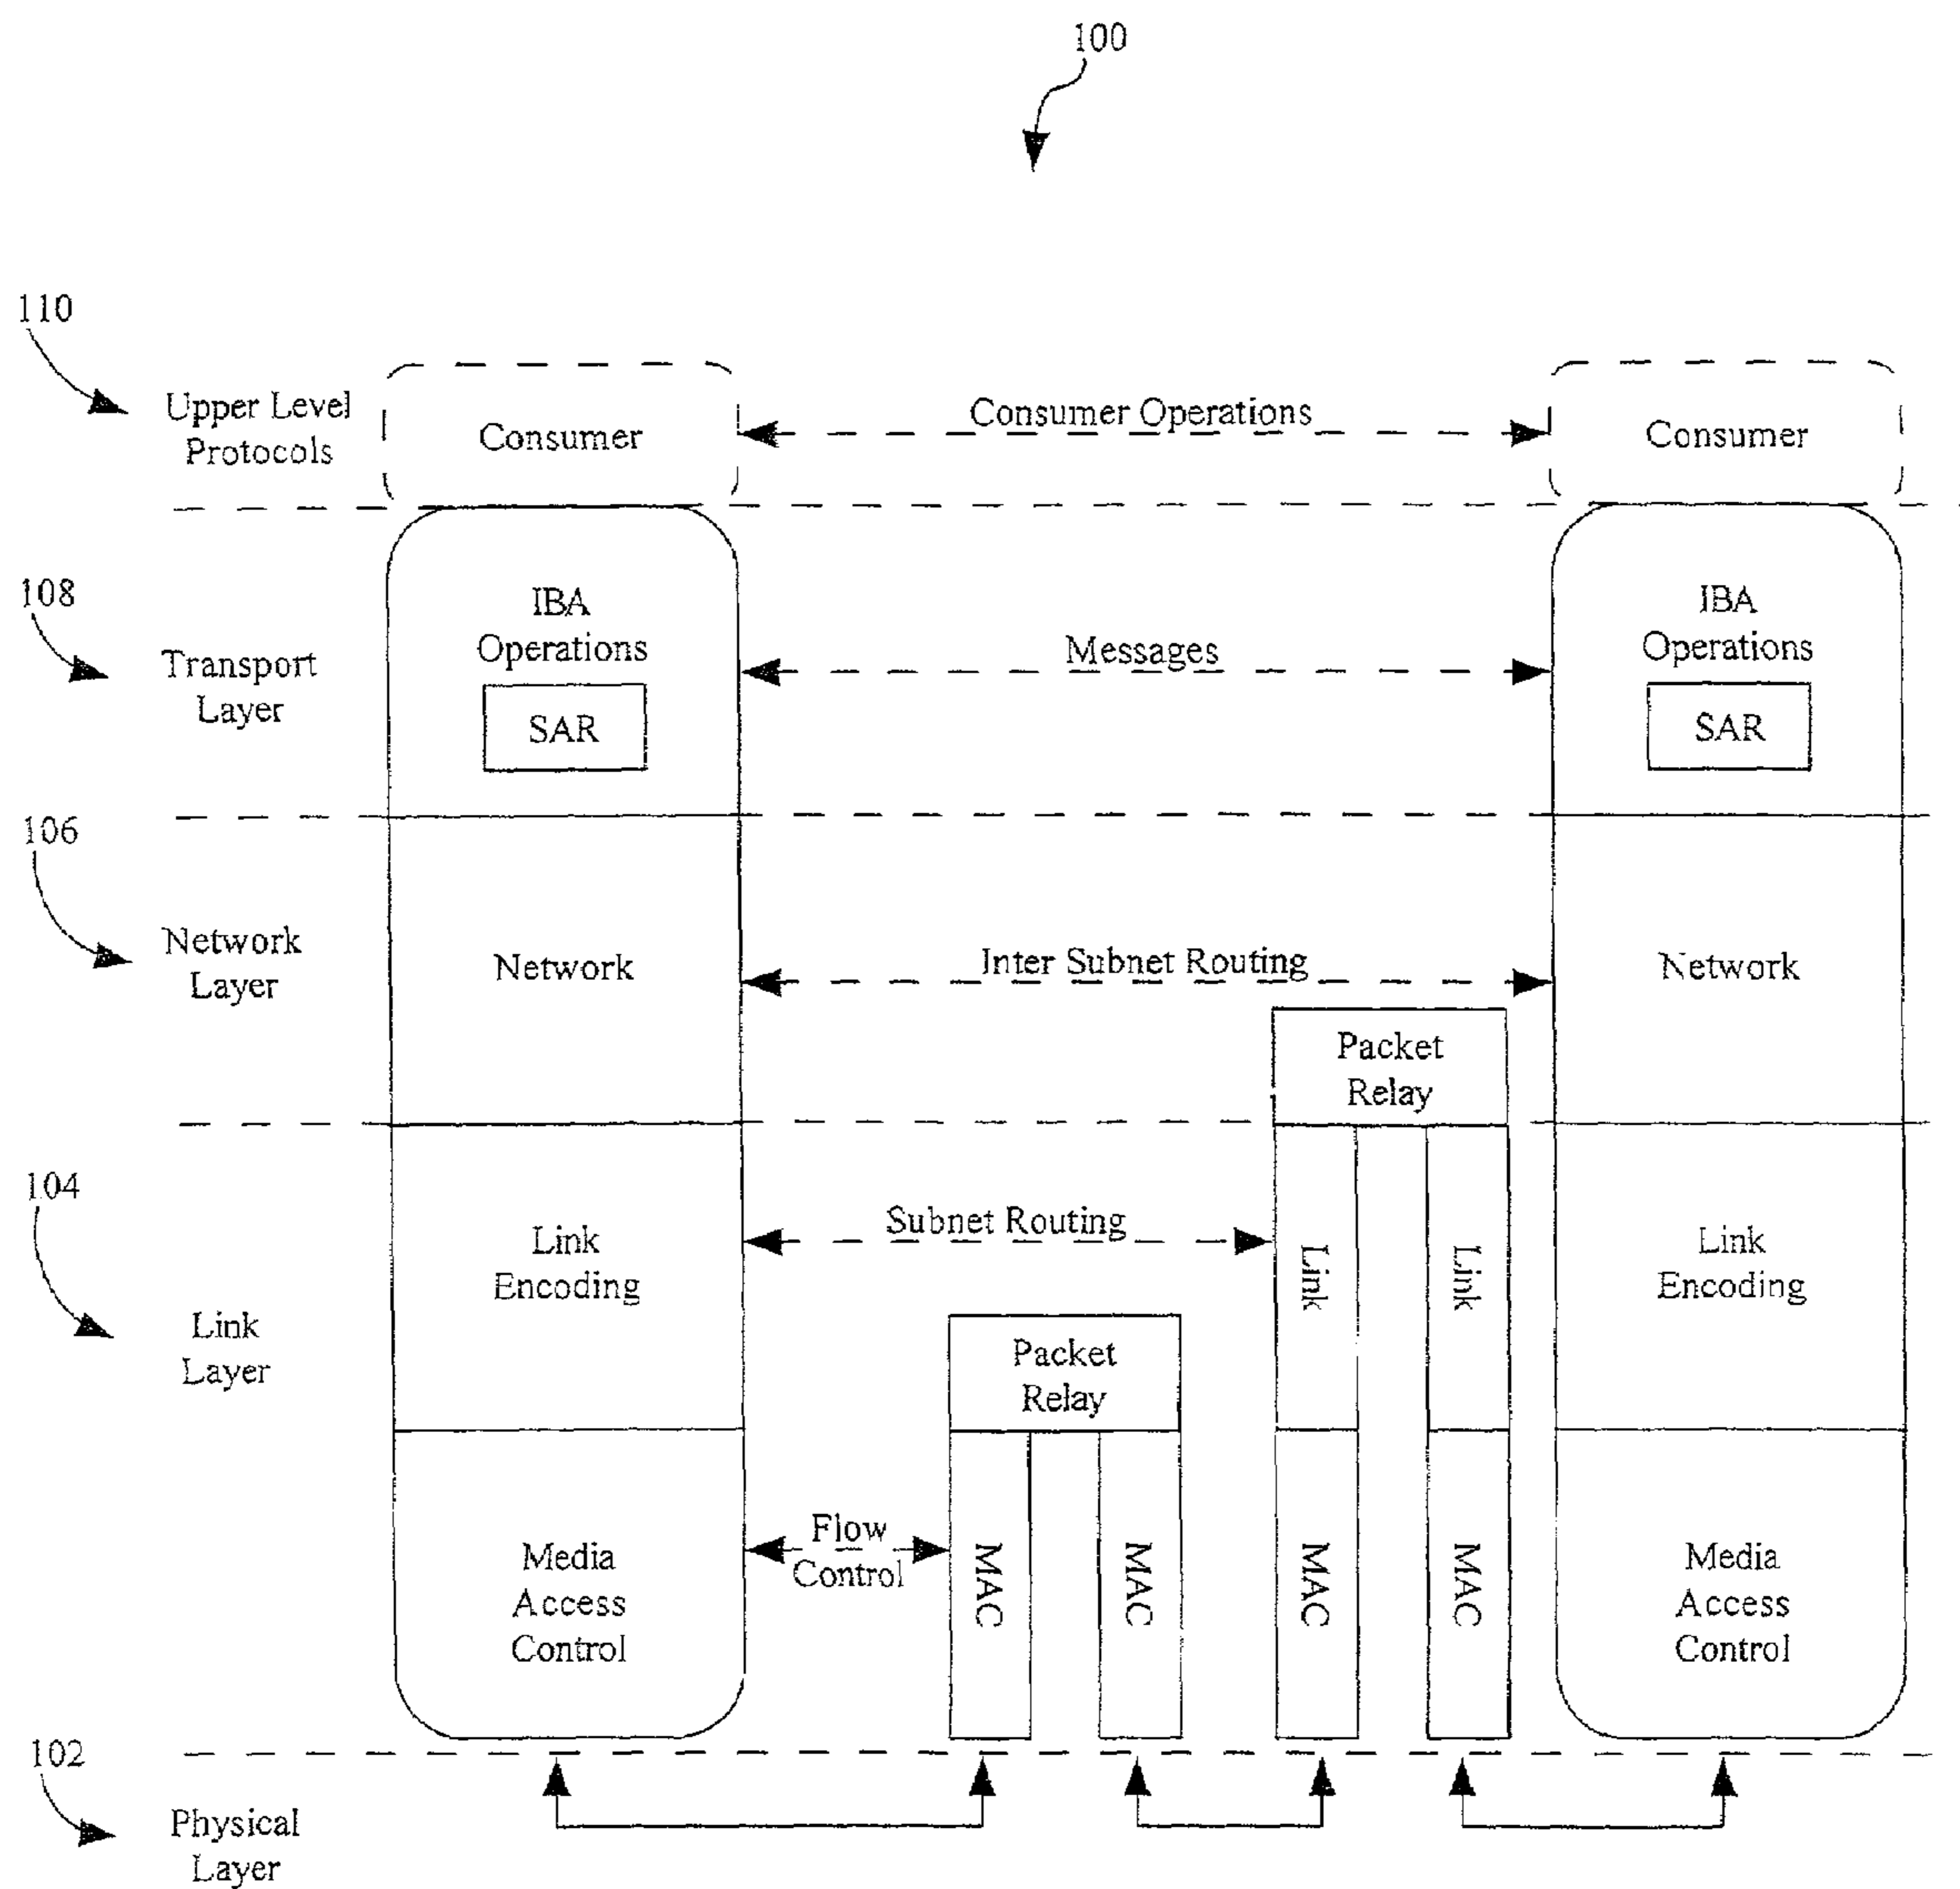 100
110
Upper Level
Protocols
Consumer
Consumer Operations
Consumer
108
Transport
Layer
IBA
Operations
SAR
Messages
IBA
Operations
SAR
106
Network
Layer
Network
Inter Subnet Routing
Network
Packet
Relay
104
Link
Layer
Link
Encoding
Subnet Routing
Link
Link
Link
Encoding
Packet
Relay
Media
Access
Control
Flow
Control
MAC
MAC
MAC
MAC
Media
Access
Control
102
Physical
Layer